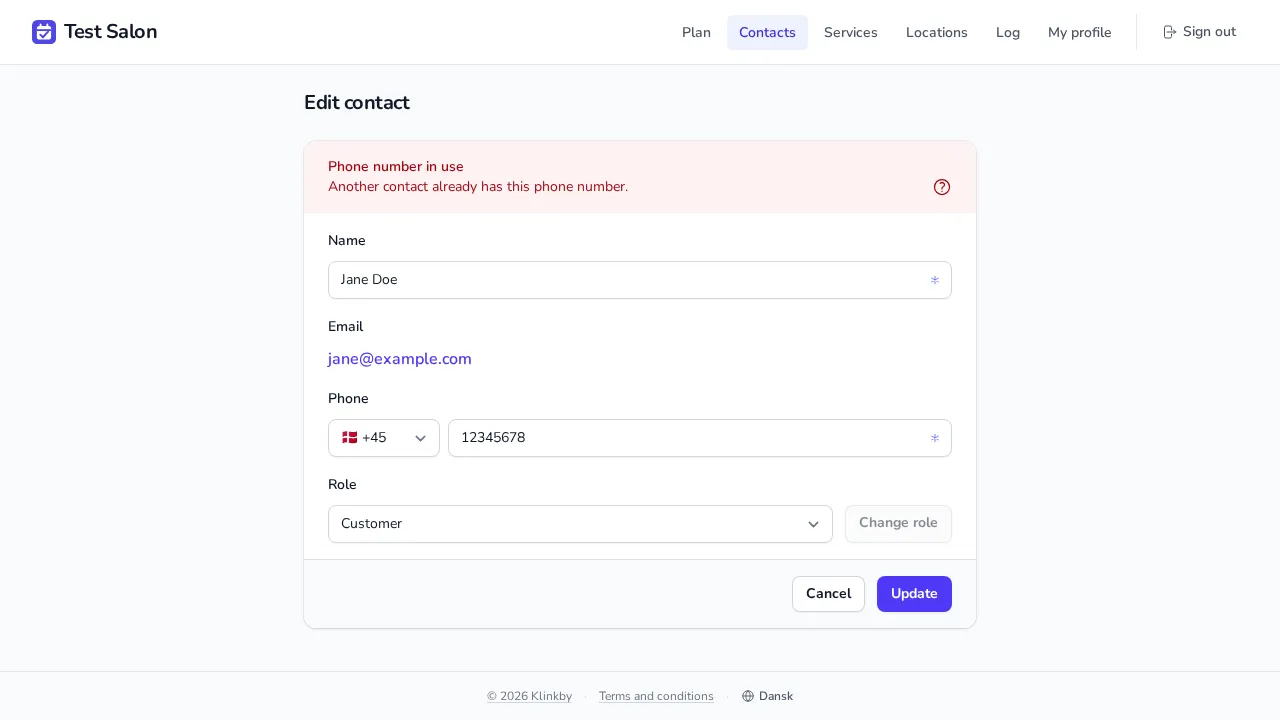 Test Salon
Plan
Contacts
Services
Locations
Log
My profile
Sign out
Edit contact
Phone number in use
Another contact already has this phone number.
Name
Jane Doe
Email
jane@example.com
Phone
🇩🇰 +45
12345678
Role
Customer
Change role
Cancel
Update
© 2026 Klinkby · Terms and conditions · Dansk